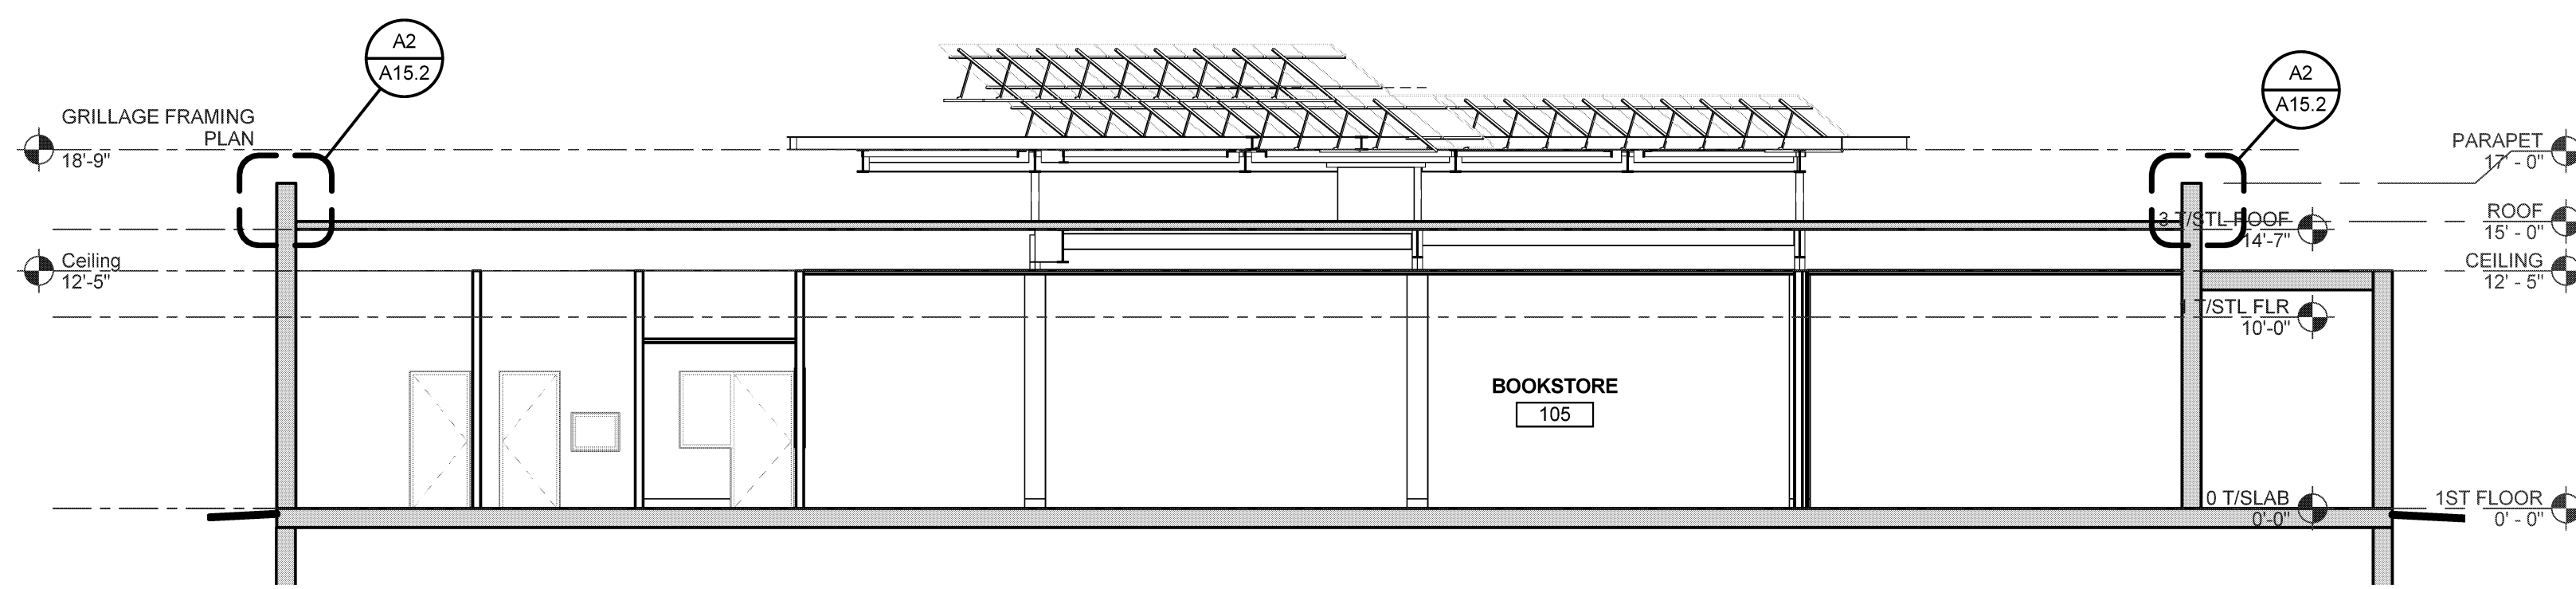 A2
A15.2
A2
A15.2
GRILLAGE FRAMING
PLAN
18'-9"
PARAPET
17' - 0"
3 T/STL ROOF
14'-7"
ROOF
15' - 0"
Ceiling
12'-5"
CEILING
12' - 5"
1 T/STL FLR
10'-0"
BOOKSTORE
105
0 T/SLAB
0'-0"
1ST FLOOR
0' - 0"